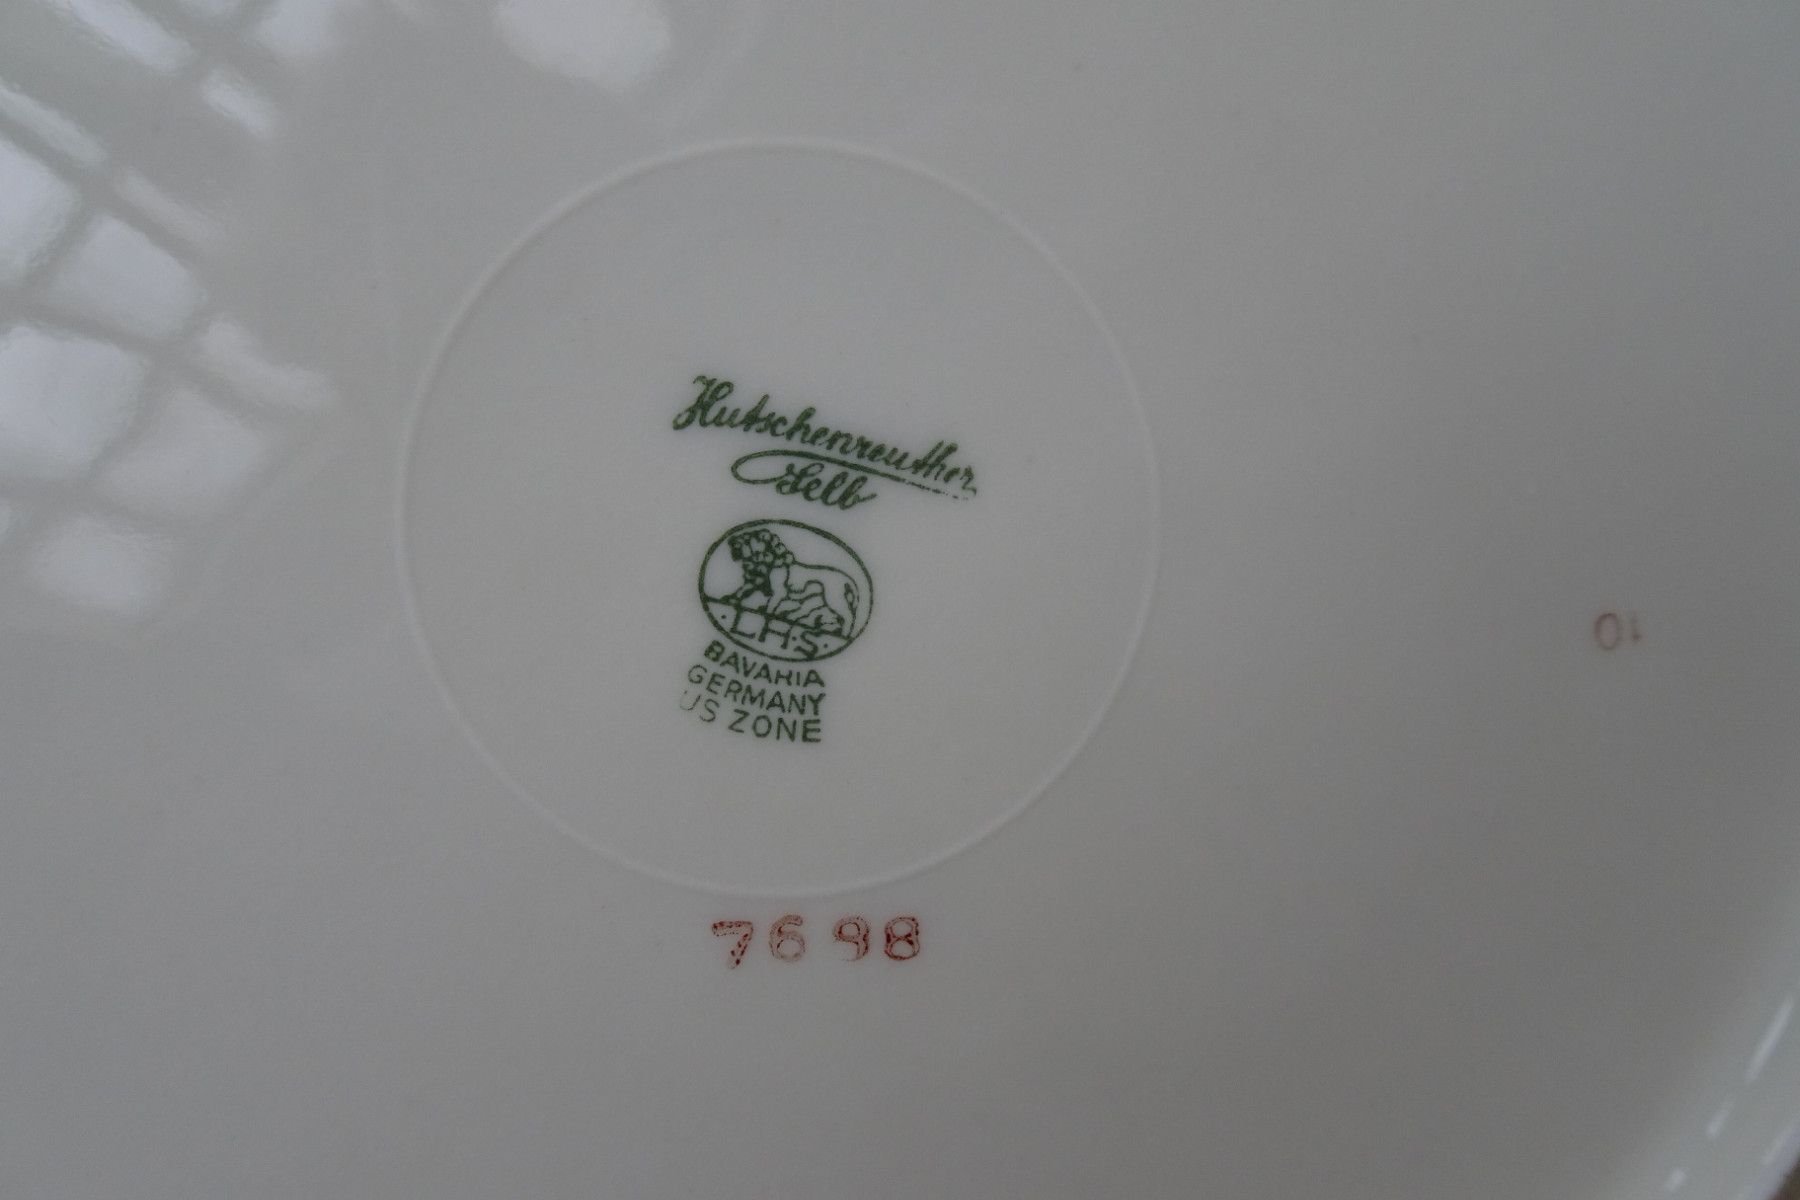 Hutschenreuther
Selb
·L·H·S·
BAVARIA
GERMANY
US ZONE
7698
10